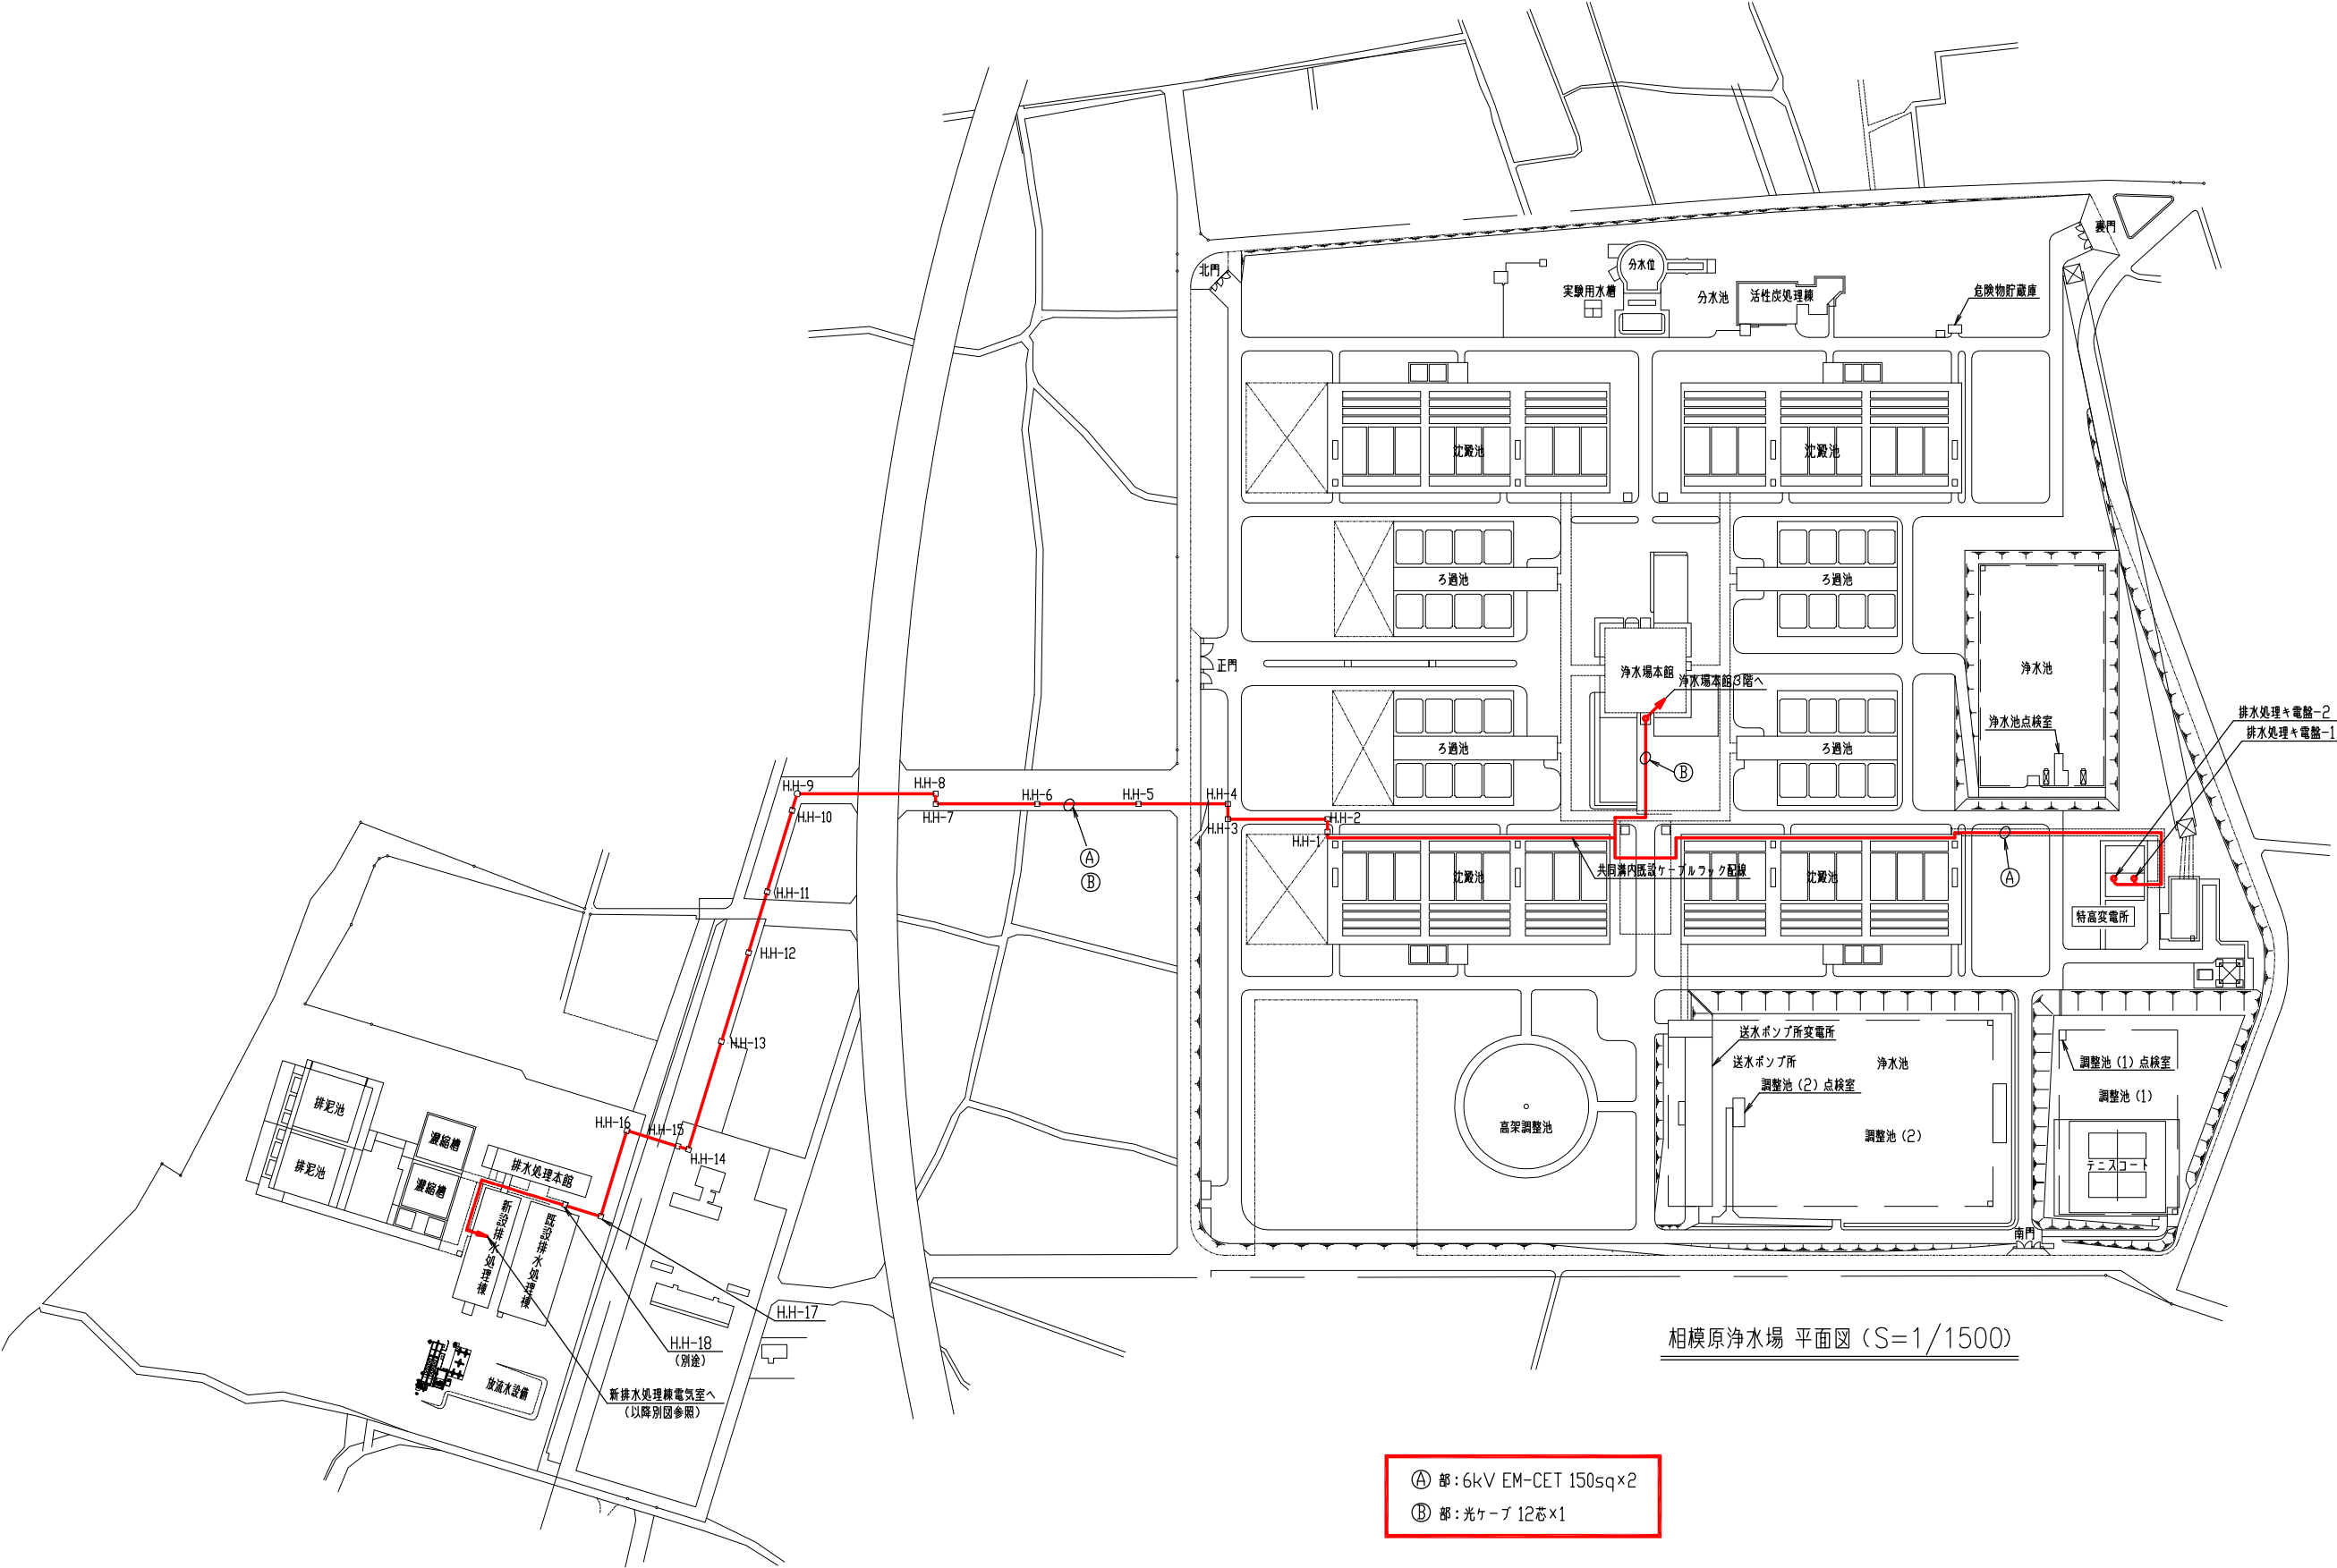 裏門
北門
分水位
実験用水槽
分水池
活性炭処理棟
危険物貯蔵庫
沈澱池
沈澱池
ろ過池
ろ過池
正門
浄水場本館
浄水場本館3階へ
浄水池
浄水池点検室
排水処理キ電盤-2
排水処理キ電盤-1
ろ過池
ろ過池
B
H.H-9
H.H-8
H.H-6
H.H-5
H.H-4
H.H-10
H.H-7
H.H-3
H.H-2
H.H-1
A
B
共同溝内既設ケーブルラック配線
沈澱池
沈澱池
A
H.H-11
特高変電所
H.H-12
H.H-13
送水ポンプ所変電所
送水ポンプ所
浄水池
調整池(1)点検室
調整池(2)点検室
調整池(1)
排泥池
濃縮槽
H.H-16
H.H-15
H.H-14
高架調整池
調整池(2)
排泥池
排水処理本館
濃縮槽
テニスコート
新設排水処理棟
既設排水処理棟
南門
H.H-17
H.H-18
(別途)
放流水設備
新排水処理棟電気室へ
(以降別図参照)
相模原浄水場 平面図(S=1/1500)
A 部:6kV EM-CET 150sq×2
B 部:光ケーブ 12芯×1